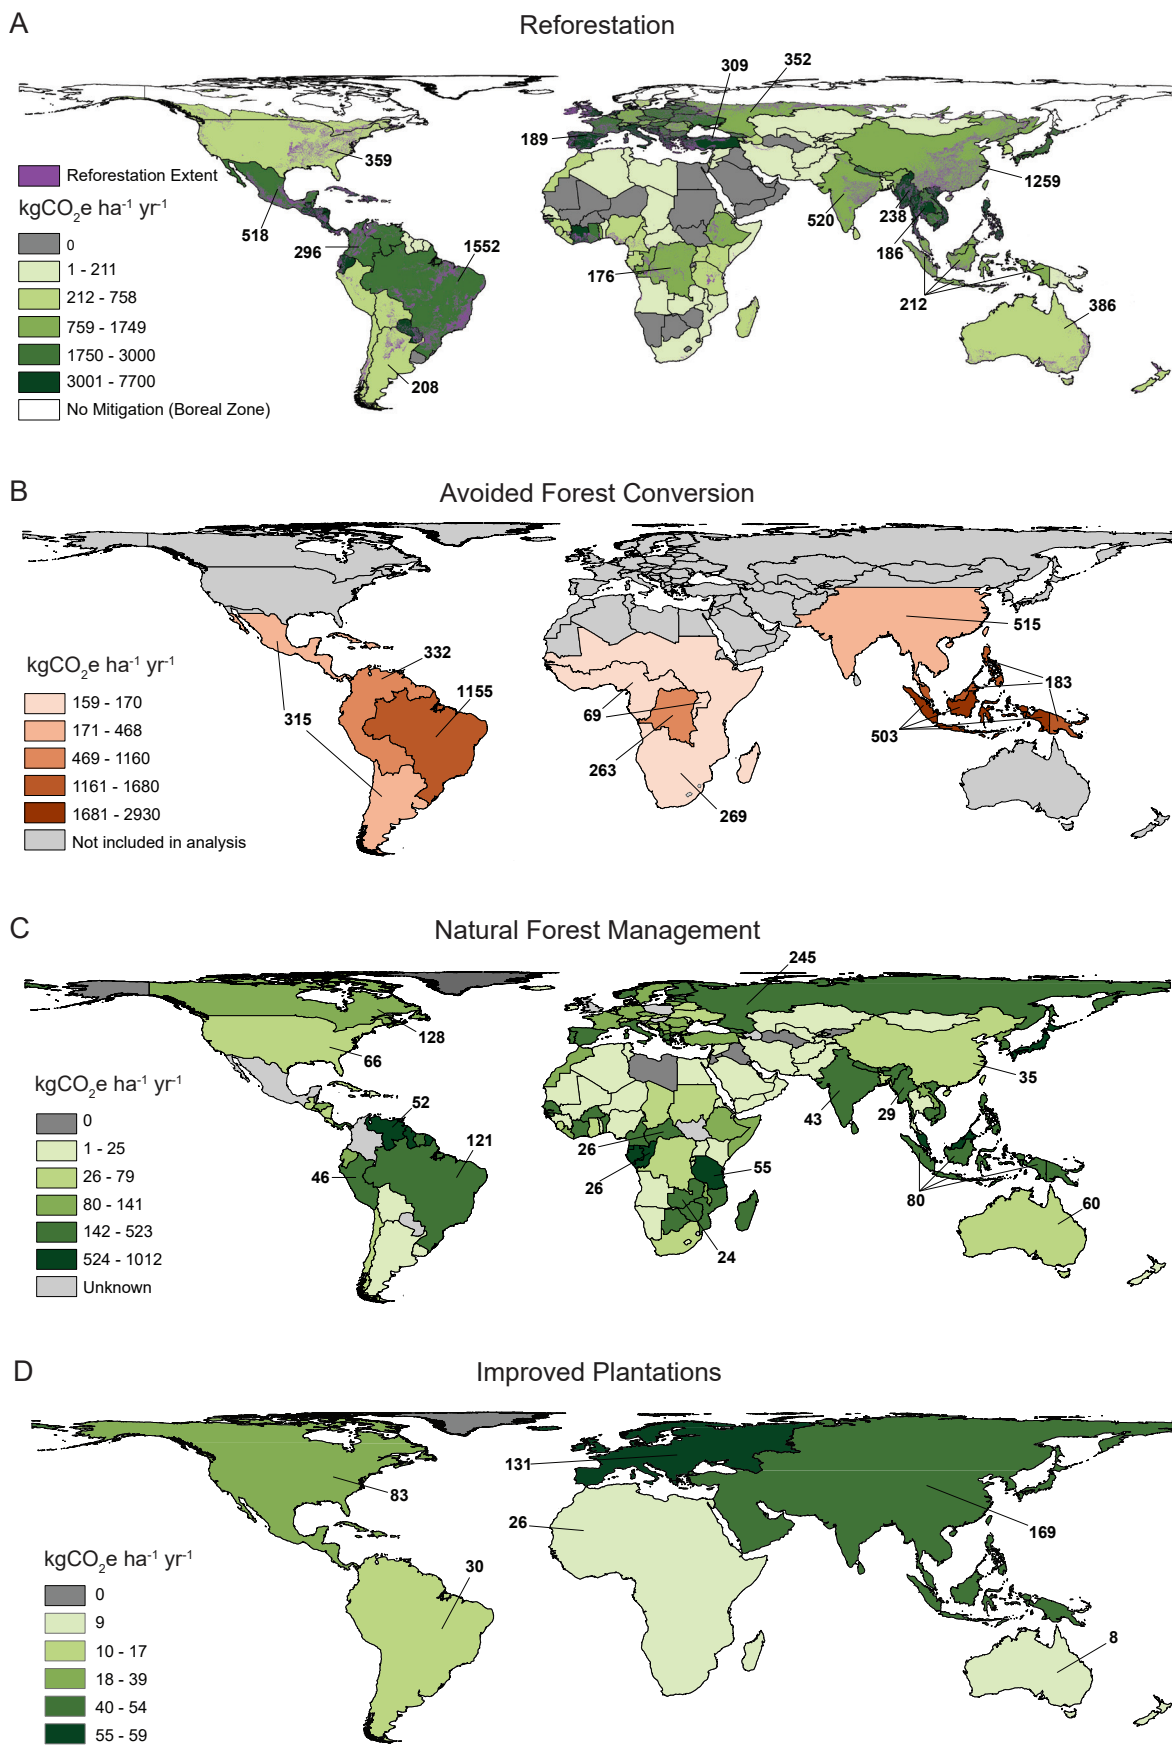 A
Reforestation
309
352
189
359
Reforestation Extent
kgCO₂e ha⁻¹ yr⁻¹
0
1 - 211
212 - 758
759 - 1749
1750 - 3000
3001 - 7700
No Mitigation (Boreal Zone)
518
296
1552
208
176
520
238
186
1259
212
386
B
Avoided Forest Conversion
kgCO₂e ha⁻¹ yr⁻¹
159 - 170
171 - 468
469 - 1160
1161 - 1680
1681 - 2930
Not included in analysis
332
1155
315
69
263
269
515
183
503
C
Natural Forest Management
245
128
66
kgCO₂e ha⁻¹ yr⁻¹
0
1 - 25
26 - 79
80 - 141
142 - 523
524 - 1012
Unknown
52
121
46
26
26
55
24
43
29
35
80
60
D
Improved Plantations
131
83
26
169
30
8
kgCO₂e ha⁻¹ yr⁻¹
0
9
10 - 17
18 - 39
40 - 54
55 - 59